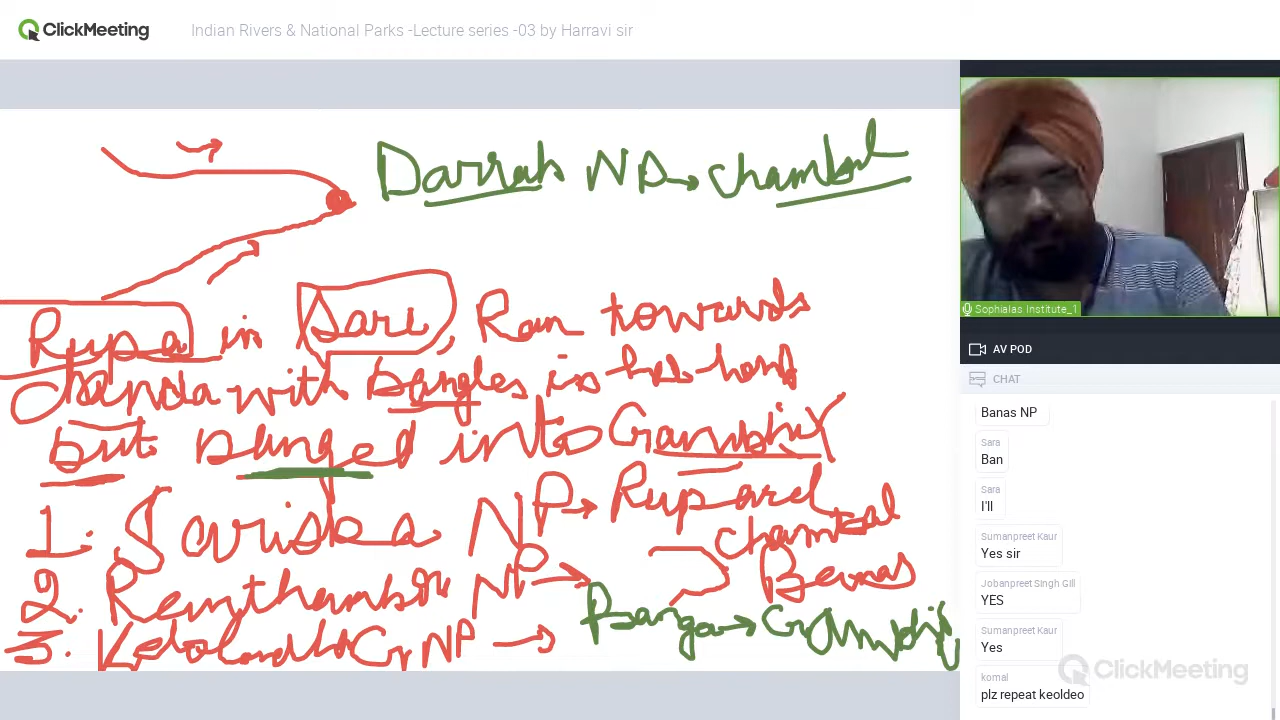 ClickMeeting
Indian Rivers & National Parks -Lecture series -03 by Harravi sir
Darrah NP → Chambal
Rupa in Sari, Ran towards
Chanda with Bangles in her hand
but Banged into Gambhir
1. Sariska NP → Ruparel
Chambal
2. Ranthambor NP → Banas
3. Keoladeo G NP → Banga → Gambhir
Sophialas Institute_1
AV POD
CHAT
Banas NP
Sara
Ban
Sara
I'll
Sumanpreet Kaur
Yes sir
Jobanpreet Singh Gill
YES
Sumanpreet Kaur
Yes
komal
plz repeat keoldeo
ClickMeeting